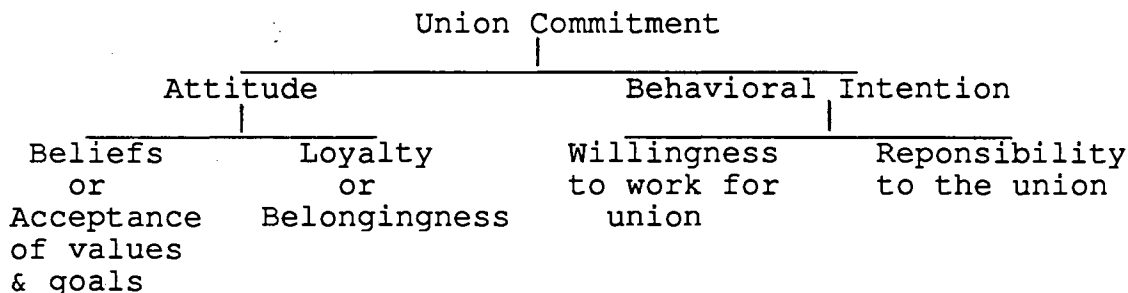 Union Commitment
Attitude Behavioral Intention
Beliefs Loyalty Willingness Reponsibility
or or to work for to the union
Acceptance Belongingness union
of values
& goals